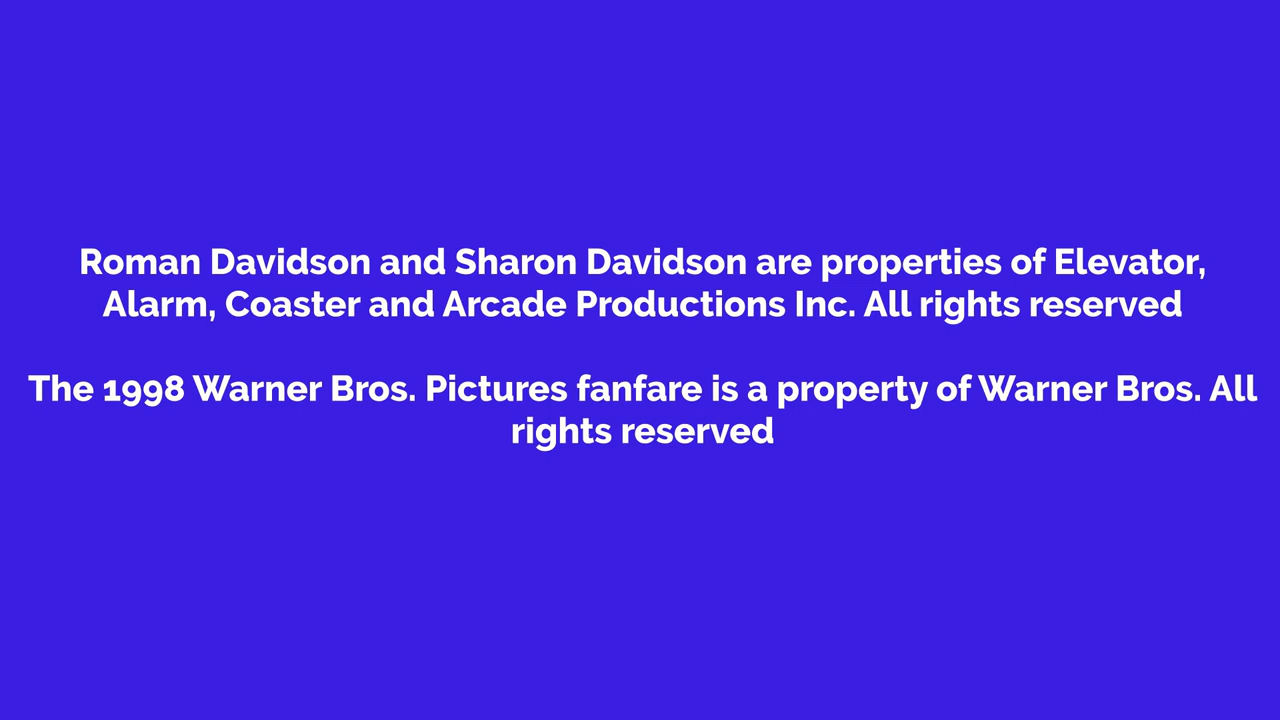 Roman Davidson and Sharon Davidson are properties of Elevator,
Alarm, Coaster and Arcade Productions Inc. All rights reserved
The 1998 Warner Bros. Pictures fanfare is a property of Warner Bros. All
rights reserved